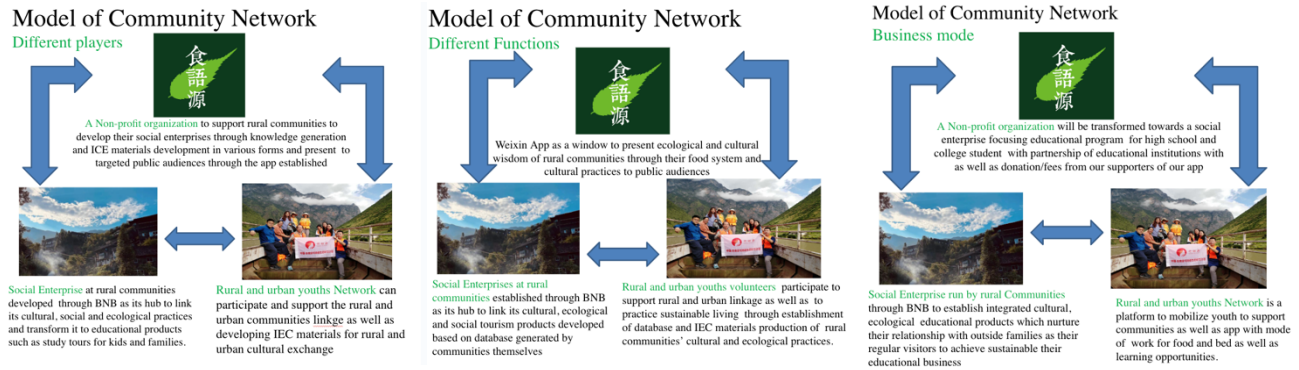 Model of Community Network
Different players
食
語
源
A Non-profit organization to support rural communities to
develop their social enterprises through knowledge generation
and ICE materials development in various forms and present to
targeted public audiences through the app established
Social Enterprise at rural communities
developed through BNB as its hub to link
its cultural, social and ecological practices
and transform it to educational products
such as study tours for kids and families.
Rural and urban youths Network can
participate and support the rural and
urban communities linkge as well as
developing IEC materials for rural and
urban cultural exchange
Model of Community Network
Different Functions
食
語
源
Weixin App as a window to present ecological and cultural
wisdom of rural communities through their food system and
cultural practices to public audiences
Social Enterprises at rural
communities established through BNB
as its hub to link its cultural, ecological
and social tourism products developed
based on database generated by
communities themselves
Rural and urban youths volunteers participate to
support rural and urban linkage as well as to
practice sustainable living through establishment
of database and IEC materials production of rural
communities' cultural and ecological practices.
Model of Community Network
Business mode
食
語
源
A Non-profit organization will be transformed towards a social
enterprise focusing educational program for high school and
college student with partnership of educational institutions with
as well as donation/fees from our supporters of our app
Social Enterprise run by rural Communities
through BNB to establish integrated cultural,
ecological educational products which nurture
their relationship with outside families as their
regular visitors to achieve sustainable their
educational business
Rural and urban youths Network is a
platform to mobilize youth to support
communities as well as app with mode
of work for food and bed as well as
learning opportunities.